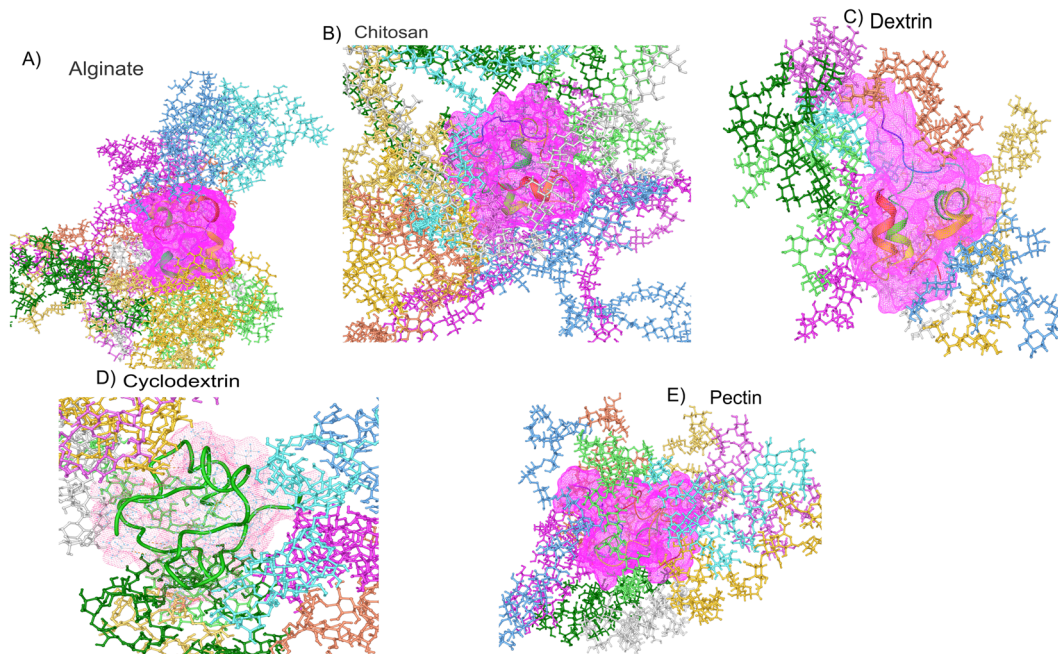 A) Alginate
B) Chitosan
C) Dextrin
D) Cyclodextrin
E) Pectin